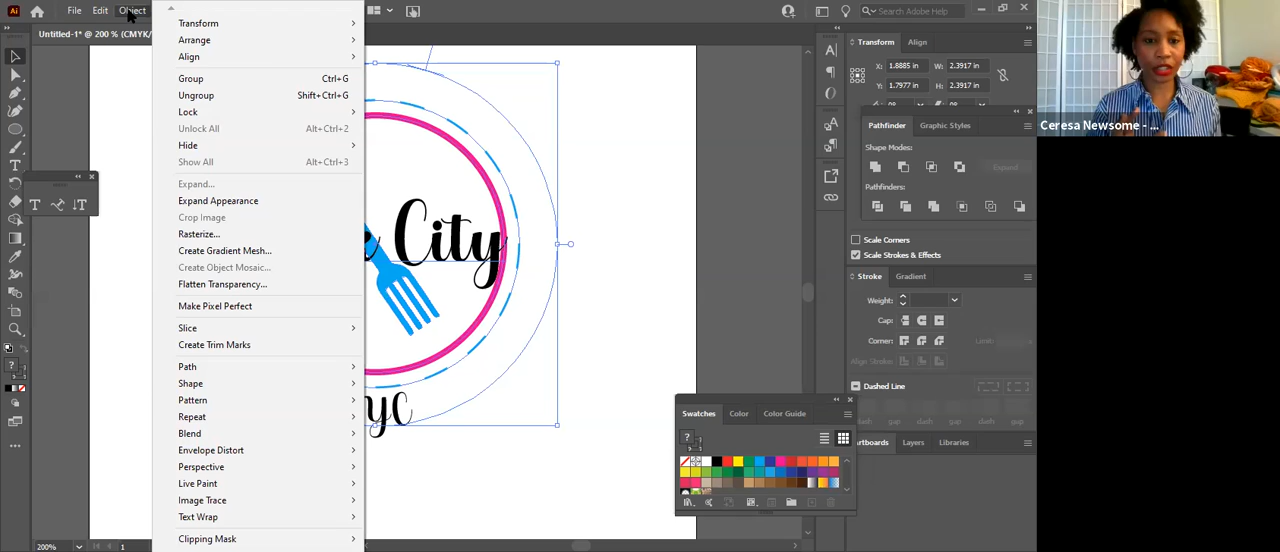 Ai File Edit Object Search Adobe Help
Untitled-1* @ 200 % (CMYK/
Transform
Arrange
Align
Group Ctrl+G
Ungroup Shift+Ctrl+G
Lock
Unlock All Alt+Ctrl+2
Hide
Show All Alt+Ctrl+3
Expand...
Expand Appearance
Crop Image
Rasterize...
Create Gradient Mesh...
Create Object Mosaic...
Flatten Transparency...
Make Pixel Perfect
Slice
Create Trim Marks
Path
Shape
Pattern
Repeat
Blend
Envelope Distort
Perspective
Live Paint
Image Trace
Text Wrap
Clipping Mask
e City
yc
Transform Align
X: 1.8885 W: 2.3917
Y: 1.7977 H: 2.3917
Pathfinder Graphic Styles
Shape Modes:
Expand
Pathfinders:
Scale Corners
Scale Strokes & Effects
Stroke Gradient
Weight:
Cap:
Corner: Limit:
Align Stroke:
Dashed Line
dash gap dash gap dash gap
Swatches Color Color Guide
Artboards Layers Libraries
Ceresa Newsome - ...
200% 1